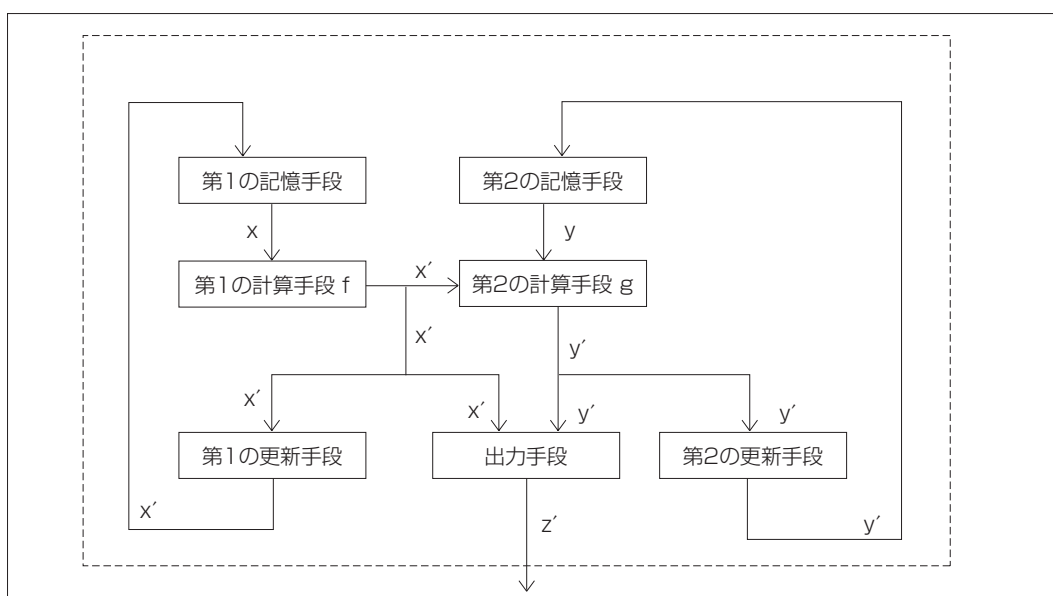 第1の記憶手段
第2の記憶手段
x
y
第1の計算手段 f
x′
第2の計算手段 g
x′
y′
x′
x′
y′
y′
第1の更新手段
出力手段
第2の更新手段
x′
z′
y′